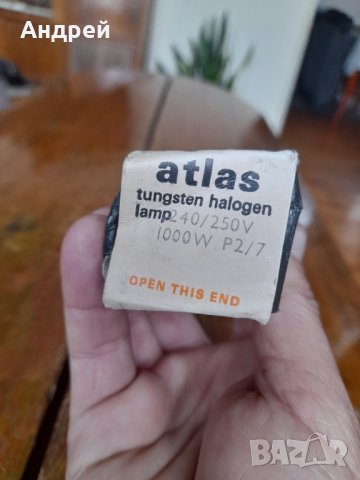 Андрей
atlas
tungsten halogen
lamp 240/250V
1000W P2/7
OPEN THIS END
BAZAR